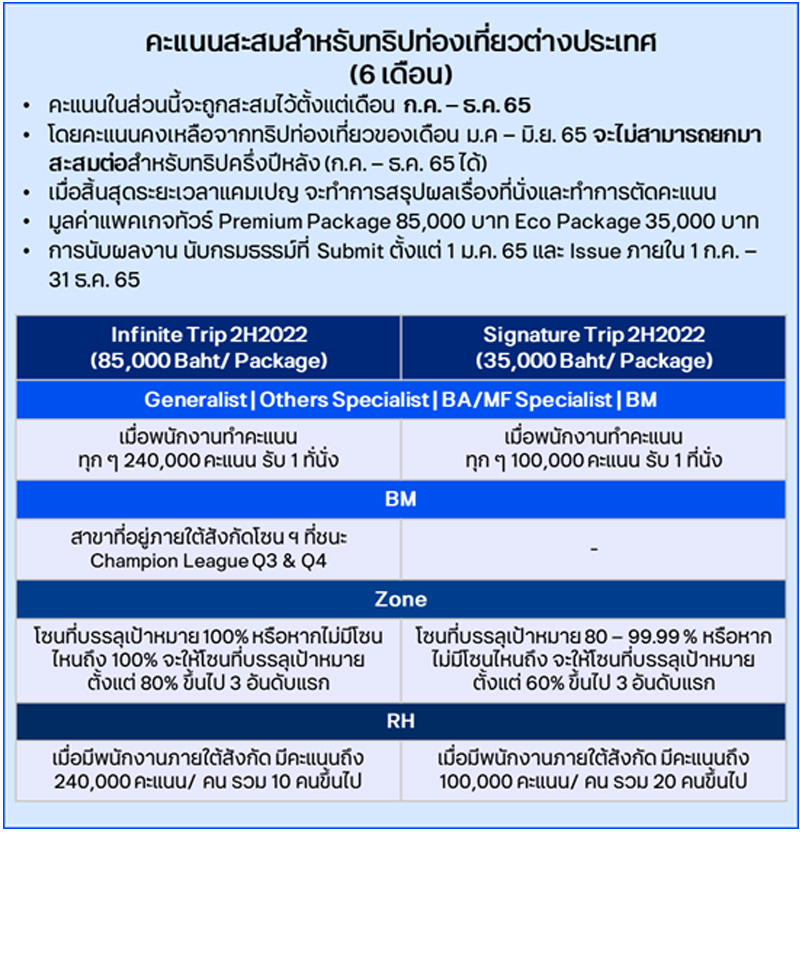 คะแนนสะสมสำหรับทริปท่องเที่ยวต่างประเทศ
(6 เดือน)
• คะแนนในส่วนนี้จะถูกสะสมไว้ตั้งแต่เดือน ก.ค. – ธ.ค. 65
• โดยคะแนนคงเหลือจากทริปท่องเที่ยวของเดือน ม.ค – มิ.ย. 65 จะไม่สามารถยกมา
สะสมต่อสำหรับทริปครึ่งปีหลัง (ก.ค. – ธ.ค. 65 ได้)
• เมื่อสิ้นสุดระยะเวลาแคมเปญ จะทำการสรุปผลเรื่องที่นั่งและทำการตัดคะแนน
• มูลค่าแพคเกจทัวร์ Premium Package 85,000 บาท Eco Package 35,000 บาท
• การนับผลงาน นับกรมธรรม์ที่ Submit ตั้งแต่ 1 ม.ค. 65 และ Issue ภายใน 1 ก.ค. –
31 ธ.ค. 65
Infinite Trip 2H2022
(85,000 Baht/ Package)
Signature Trip 2H2022
(35,000 Baht/ Package)
Generalist | Others Specialist | BA/MF Specialist | BM
เมื่อพนักงานทำคะแนน
ทุก ๆ 240,000 คะแนน รับ 1 ที่นั่ง
เมื่อพนักงานทำคะแนน
ทุก ๆ 100,000 คะแนน รับ 1 ที่นั่ง
BM
สาขาที่อยู่ภายใต้สังกัดโซน ฯ ที่ชนะ
Champion League Q3 & Q4
-
Zone
โซนที่บรรลุเป้าหมาย 100% หรือหากไม่มีโซน
ไหนถึง 100% จะให้โซนที่บรรลุเป้าหมาย
ตั้งแต่ 80% ขึ้นไป 3 อันดับแรก
โซนที่บรรลุเป้าหมาย 80 – 99.99 % หรือหาก
ไม่มีโซนไหนถึง จะให้โซนที่บรรลุเป้าหมาย
ตั้งแต่ 60% ขึ้นไป 3 อันดับแรก
RH
เมื่อมีพนักงานภายใต้สังกัด มีคะแนนถึง
240,000 คะแนน/ คน รวม 10 คนขึ้นไป
เมื่อมีพนักงานภายใต้สังกัด มีคะแนนถึง
100,000 คะแนน/ คน รวม 20 คนขึ้นไป